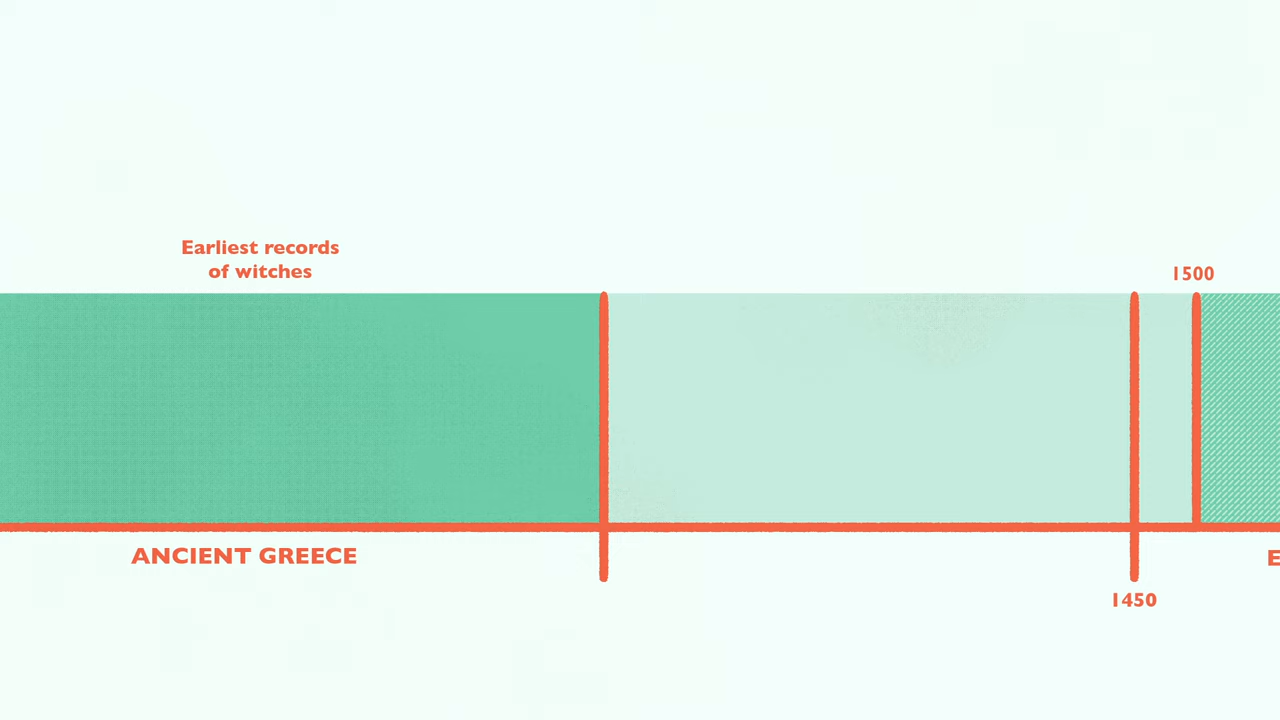 Earliest records
of witches
1500
ANCIENT GREECE
E
1450